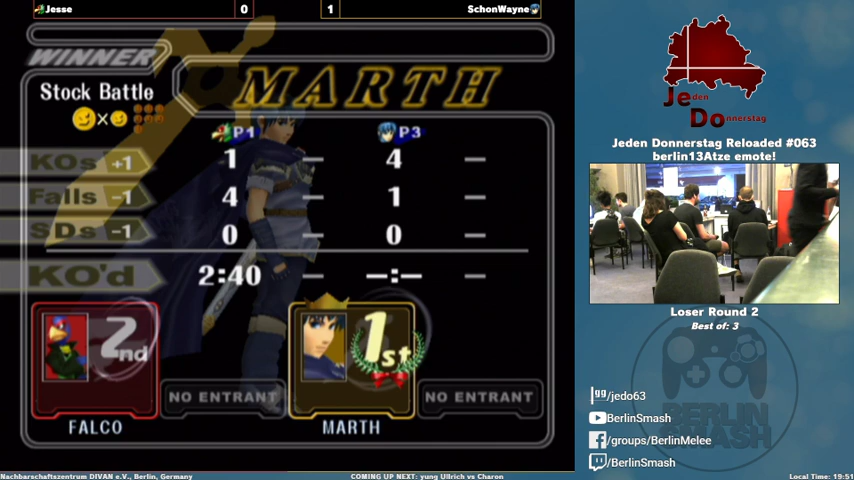 Jesse 0 1 SchonWayne
WINNER
MARTH
Stock Battle
P1 P3
KOs +1 1 – 4 –
Falls -1 4 – 1 –
SDs -1 0 – 0 –
KO'd 2:40 – –:–– –
2nd
1st
NO ENTRANT
NO ENTRANT
FALCO
MARTH
Jeden
Donnerstag
Jeden Donnerstag Reloaded #063
berlin13Atze emote!
Loser Round 2
Best of: 3
BERLIN
SMASH
gg/jedo63
BerlinSmash
/groups/BerlinMelee
/BerlinSmash
Nachbarschaftszentrum DIVAN e.V., Berlin, Germany
COMING UP NEXT: yung Ullrich vs Charon
Local Time: 19:51